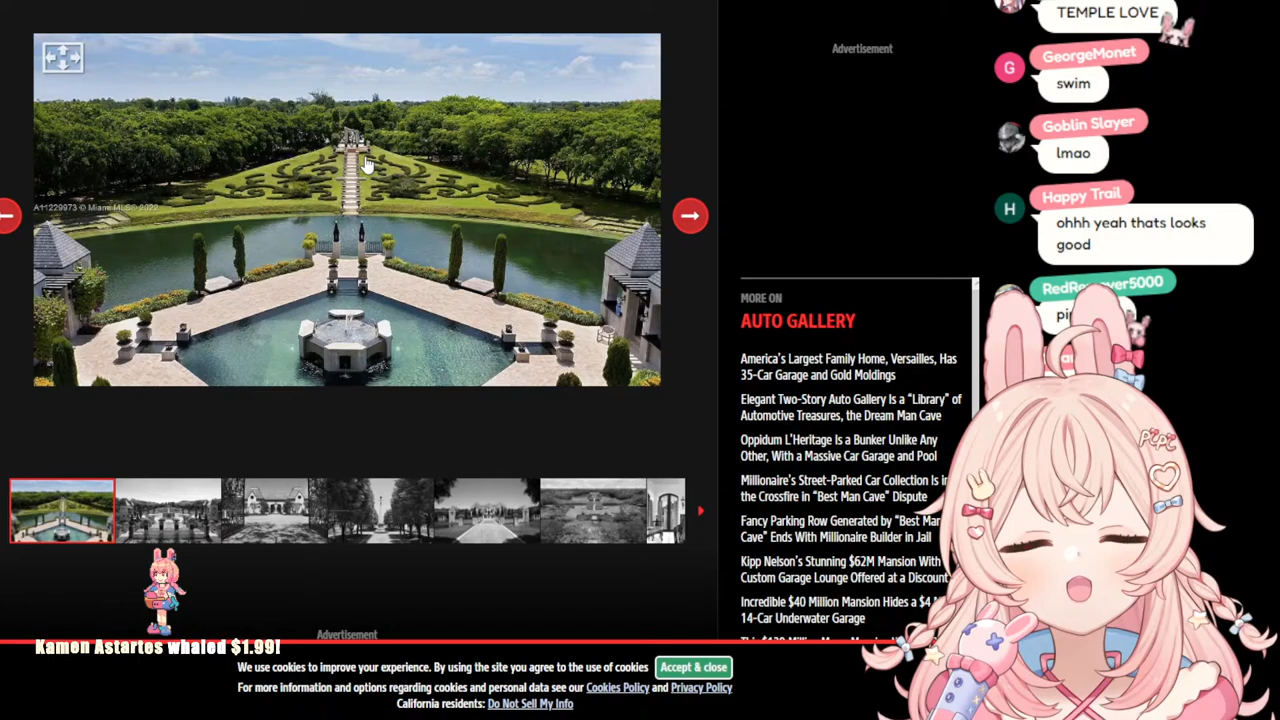 TEMPLE LOVE
GeorgeMonet
swim
Goblin Slayer
lmao
Happy Trail
ohhh yeah thats looks
good
Advertisement
A11229973 © Miami MLS® 2022
MORE ON
AUTO GALLERY
America's Largest Family Home, Versailles, Has
35-Car Garage and Gold Moldings
Elegant Two-Story Auto Gallery Is a “Library” of
Automotive Treasures, the Dream Man Cave
Oppidum L'Heritage Is a Bunker Unlike Any
Other, With a Massive Car Garage and Pool
Millionaire's Street-Parked Car Collection Is in
the Crossfire in “Best Man Cave” Dispute
Fancy Parking Row Generated by “Best Man
Cave” Ends With Millionaire Builder in Jail
Kipp Nelson's Stunning $62M Mansion With
Custom Garage Lounge Offered at a Discount
Incredible $40 Million Mansion Hides a $4 M
14-Car Underwater Garage
G
H
PiPi
Advertisement
Kamen Astartes whaled $1.99!
We use cookies to improve your experience. By using the site you agree to the use of cookies Accept & close
For more information and options regarding cookies and personal data see our Cookies Policy and Privacy Policy
California residents: Do Not Sell My Info